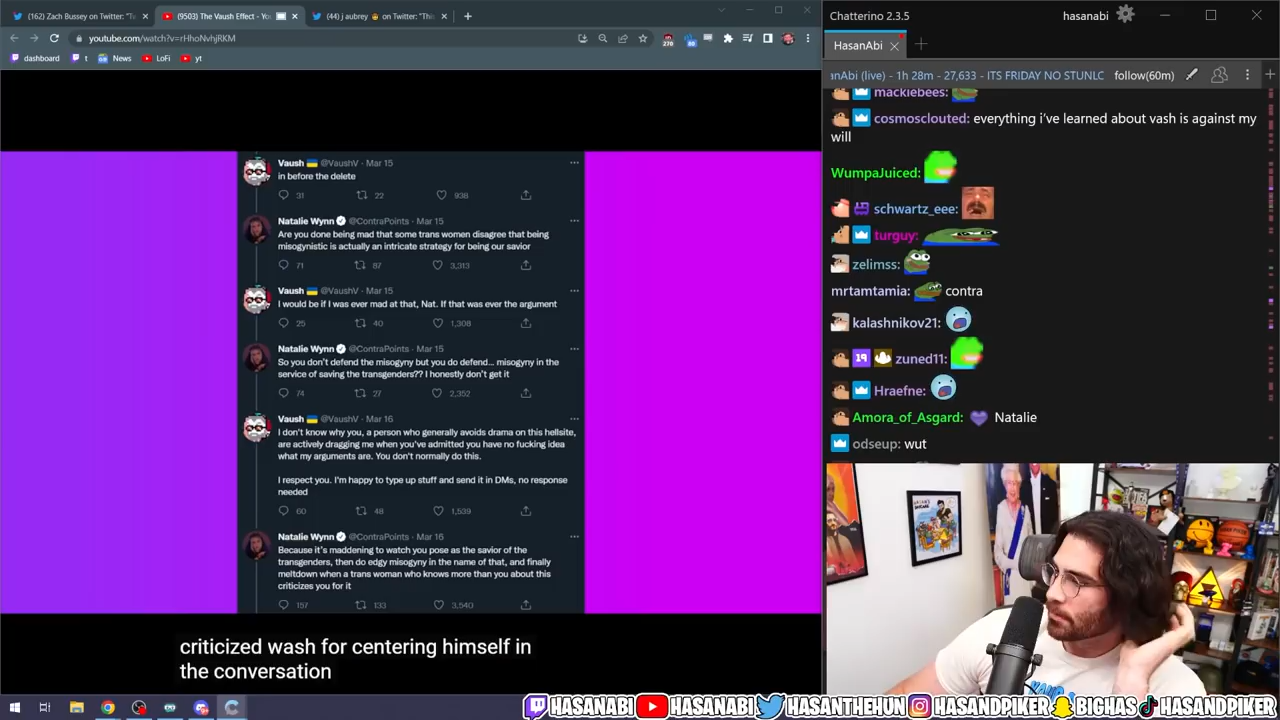 (162) Zach Bussey on Twitter: "T
(9503) The Vaush Effect - Yo
(44) j aubrey on Twitter: "Thi
youtube.com/watch?v=rHhoNvhjRKM
dashboard
t
News
LoFi
yt
Vaush @VaushV · Mar 15
in before the delete
31 22 938
Natalie Wynn @ContraPoints · Mar 15
Are you done being mad that some trans women disagree that being
misogynistic is actually an intricate strategy for being our savior
71 87 3,313
Vaush @VaushV · Mar 15
I would be if I was ever mad at that, Nat. If that was ever the argument
25 40 1,308
Natalie Wynn @ContraPoints · Mar 15
So you don't defend the misogyny but you do defend... misogyny in the
service of saving the transgenders?? I honestly don't get it
74 27 2,352
Vaush @VaushV · Mar 16
I don't know why you, a person who generally avoids drama on this hellsite,
are actively dragging me when you've admitted you have no fucking idea
what my arguments are. You don't normally do this.
I respect you. I'm happy to type up stuff and send it in DMs, no response
needed
60 48 1,539
Natalie Wynn @ContraPoints · Mar 16
Because it's maddening to watch you pose as the savior of the
transgenders, then do edgy misogyny in the name of that, and finally
meltdown when a trans woman who knows more than you about this
criticizes you for it
157 133 3,540
criticized wash for centering himself in
the conversation
Chatterino 2.3.5
hasanabi
HasanAbi
anAbi (live) - 1h 28m - 27,633 - ITS FRIDAY NO STUNLC
follow(60m)
mackiebees:
cosmosclouted: everything i've learned about vash is against my
will
WumpaJuiced:
schwartz_eee:
turguy:
zelimss:
mrtamtamia: contra
kalashnikov21:
19 zuned11:
Hraefne:
Amora_of_Asgard: Natalie
odseup: wut
HASANABI
HASANABI
HASANTHEHUN
HASANDPIKER
BIGHAS
HASANDPIKER